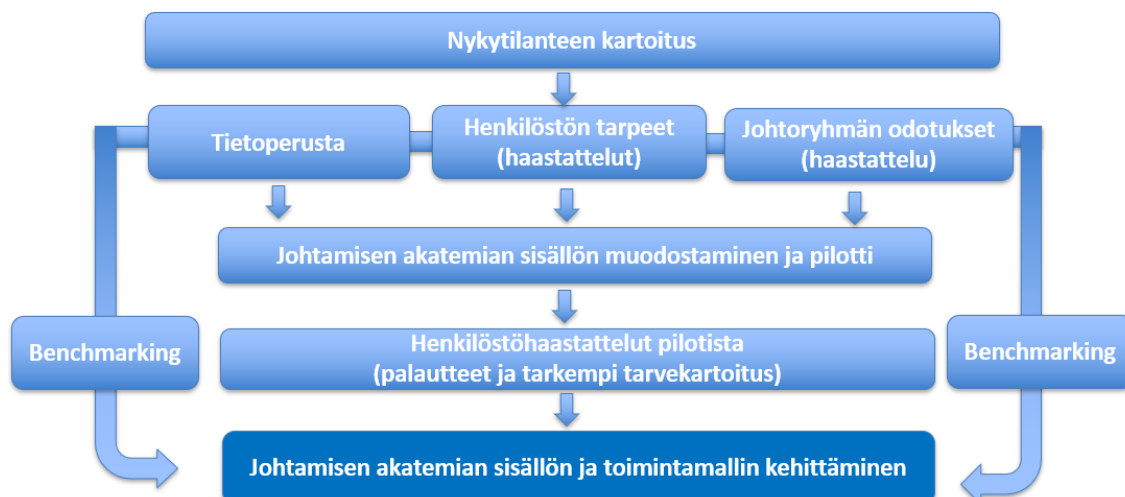 Nykytilanteen kartoitus
Tietoperusta
Henkilöstön tarpeet
(haastattelut)
Johtoryhmän odotukset
(haastattelu)
Johtamisen akatemian sisällön muodostaminen ja pilotti
Benchmarking
Henkilöstöhaastattelut pilotista
(palautteet ja tarkempi tarvekartoitus)
Benchmarking
Johtamisen akatemian sisällön ja toimintamallin kehittäminen